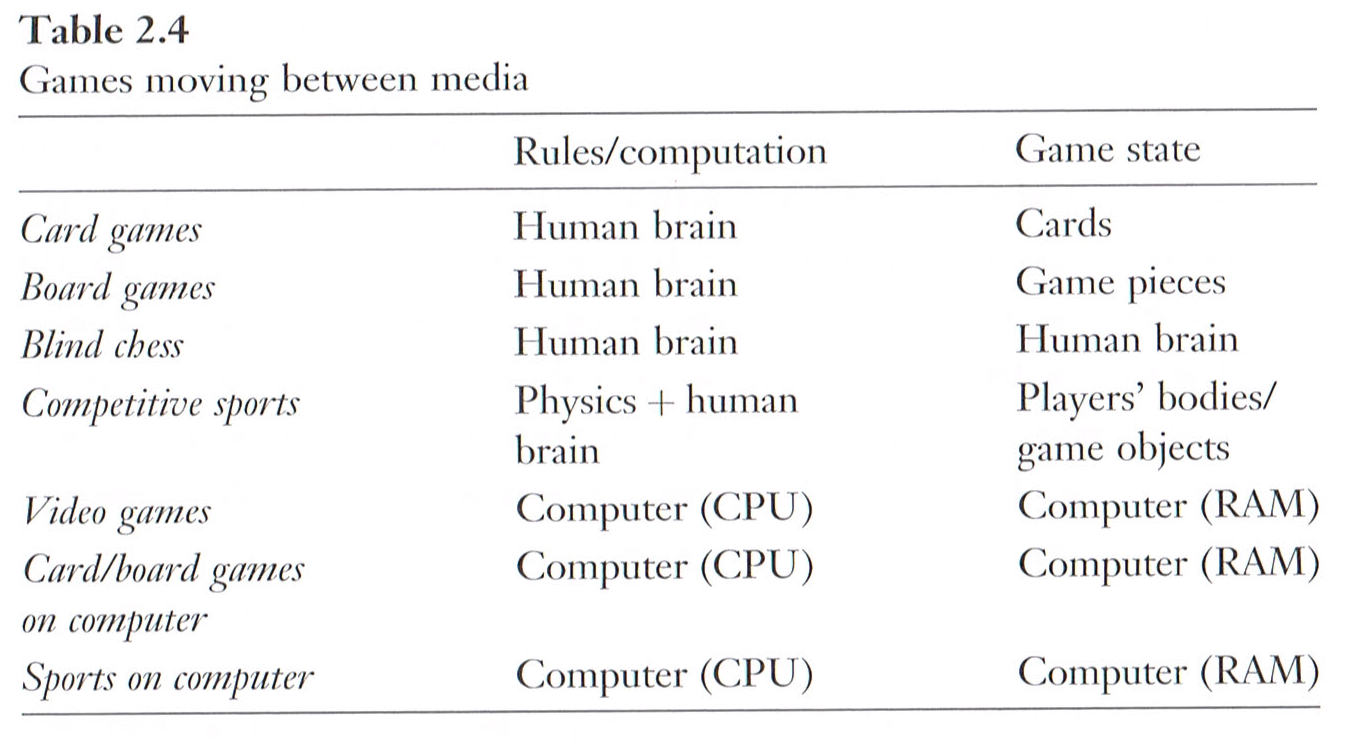 Table 2.4
Games moving between media
Rules/computation Game state
Card games Human brain Cards
Board games Human brain Game pieces
Blind chess Human brain Human brain
Competitive sports Physics + human Players’ bodies/
brain game objects
Video games Computer (CPU) Computer (RAM)
Card/board games Computer (CPU) Computer (RAM)
on computer
Sports on computer Computer (CPU) Computer (RAM)